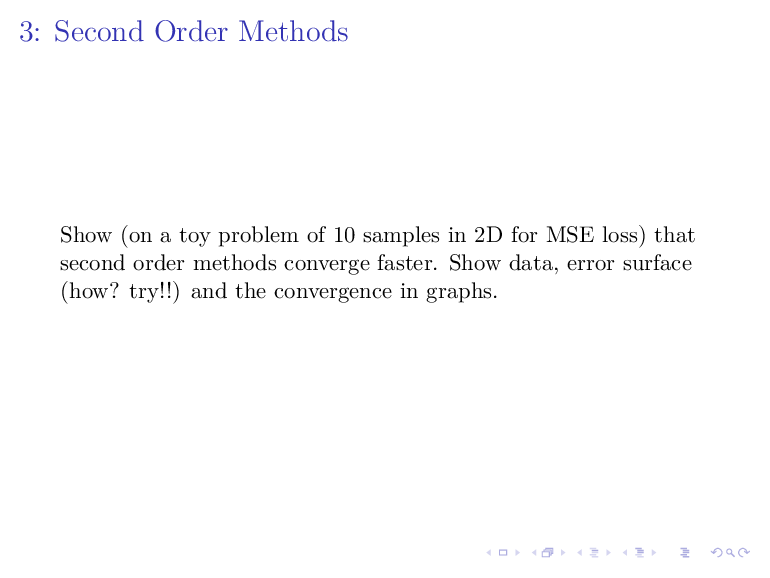 3: Second Order Methods
Show (on a toy problem of 10 samples in 2D for MSE loss) that
second order methods converge faster. Show data, error surface
(how? try!!) and the convergence in graphs.